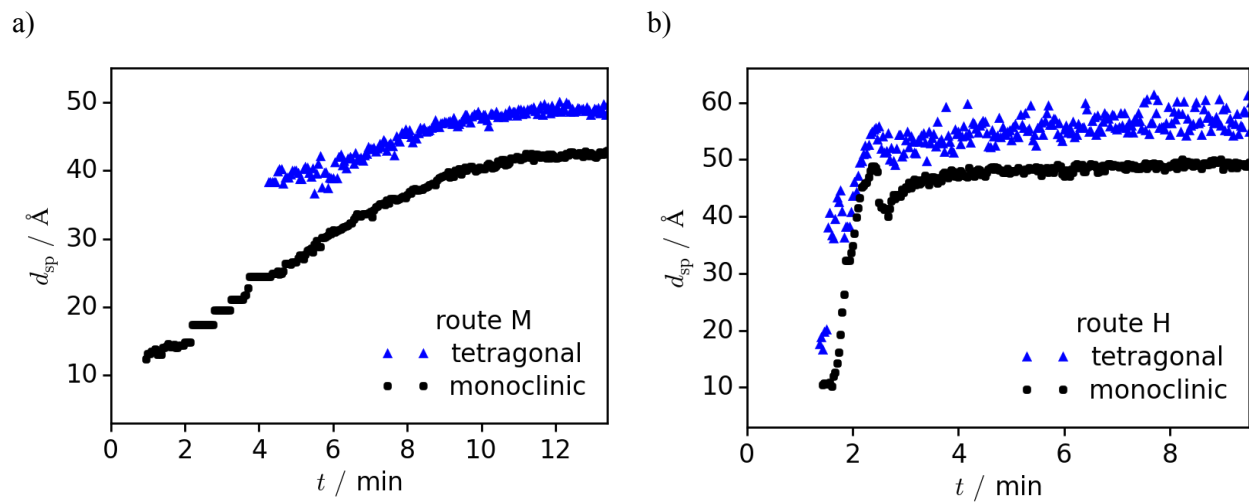 a)
50
40
30
20
10
d_sp / Å
route M
tetragonal
monoclinic
0 2 4 6 8 10 12
t / min
b)
60
50
40
30
20
10
d_sp / Å
route H
tetragonal
monoclinic
0 2 4 6 8
t / min